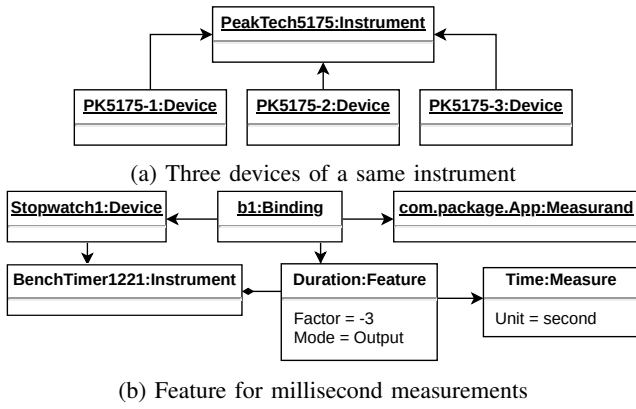 PeakTech5175:Instrument
PK5175-1:Device
PK5175-2:Device
PK5175-3:Device
(a) Three devices of a same instrument
Stopwatch1:Device
b1:Binding
com.package.App:Measurand
BenchTimer1221:Instrument
Duration:Feature
Factor = -3
Mode = Output
Time:Measure
Unit = second
(b) Feature for millisecond measurements